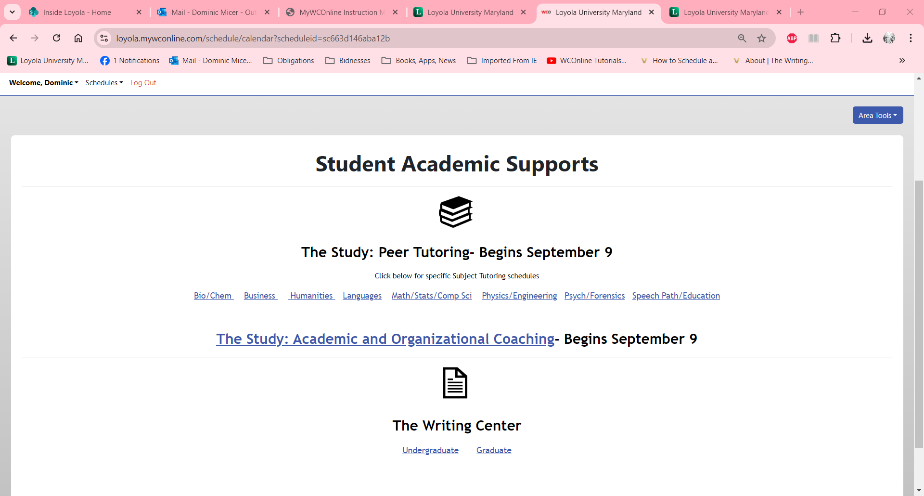 Inside Loyola - Home
Mail - Dominic Micer - Ou
MyWCOnline Instruction M
Loyola University Maryland
WCO Loyola University Maryland
Loyola University Marylan
loyola.mywconline.com/schedule/calendar?scheduleid=sc663d146aba12b
ABP
Loyola University M...
1 Notifications
Mail - Dominic Mice...
Obligations
Bidnesses
Books, Apps, News
Imported From IE
WCOnline Tutorials...
How to Schedule a...
About | The Writing...
Welcome, Dominic
Schedules
Log Out
Area Tools
Student Academic Supports
The Study: Peer Tutoring- Begins September 9
Click below for specific Subject Tutoring schedules
Bio/Chem Business Humanities Languages Math/Stats/Comp Sci Physics/Engineering Psych/Forensics Speech Path/Education
The Study: Academic and Organizational Coaching- Begins September 9
The Writing Center
Undergraduate Graduate